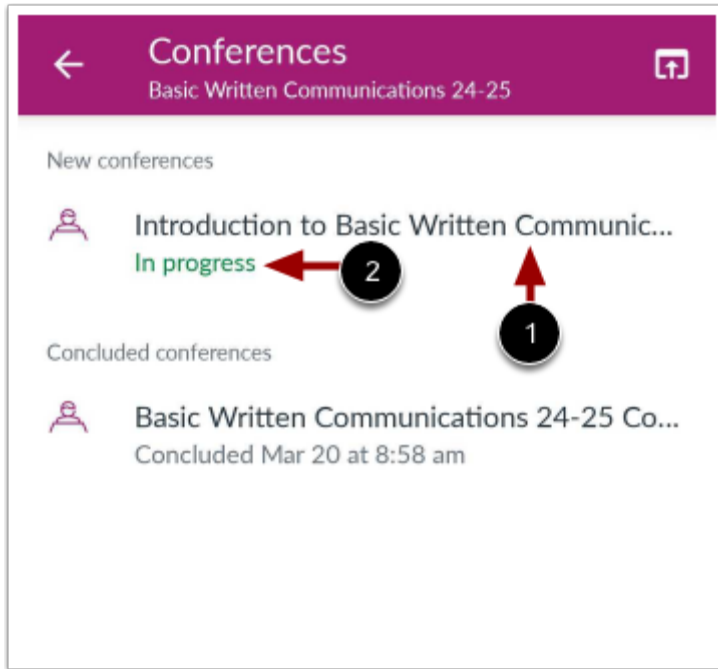 Conferences
Basic Written Communications 24-25
New conferences
Introduction to Basic Written Communic...
In progress
2
1
Concluded conferences
Basic Written Communications 24-25 Co...
Concluded Mar 20 at 8:58 am